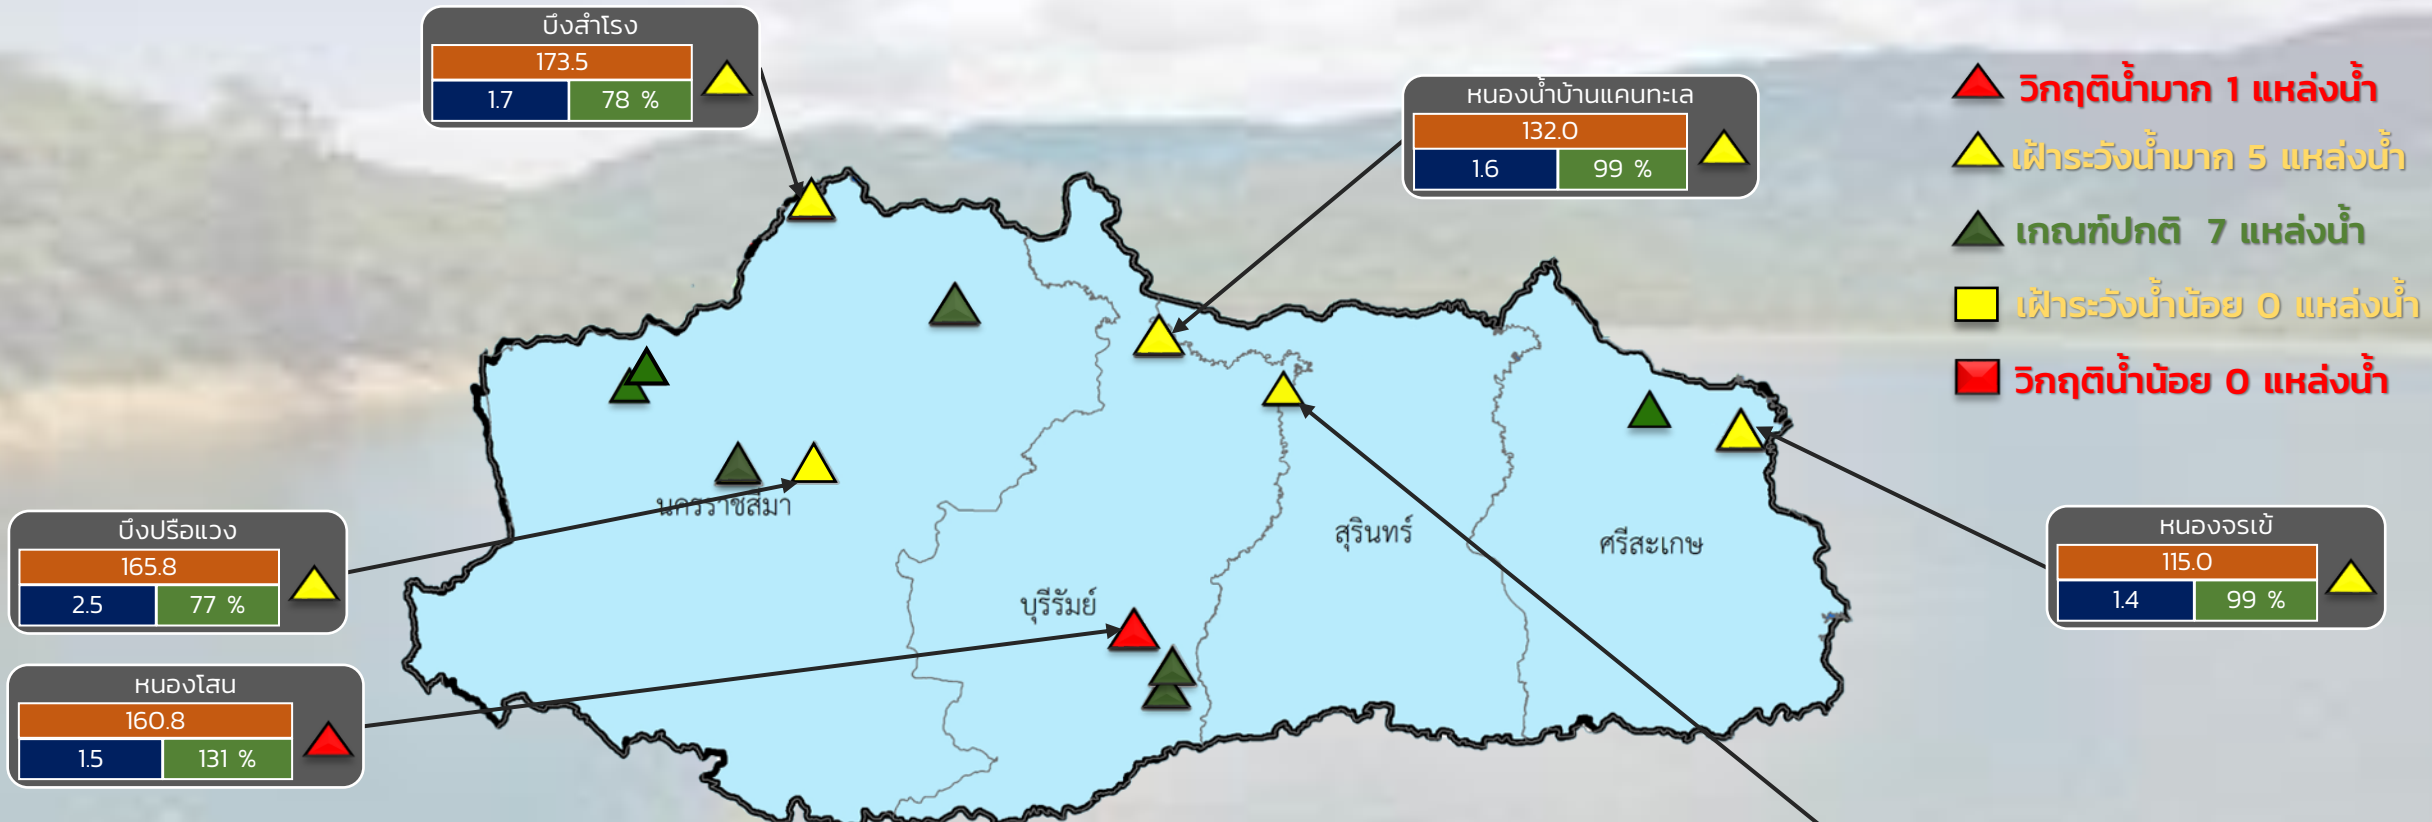 บึงสำโรง
173.5
1.7 78 %
หนองน้ำบ้านแคนทะเล
132.0
1.6 99 %
วิกฤติน้ำมาก 1 แหล่งน้ำ
เฝ้าระวังน้ำมาก 5 แหล่งน้ำ
เกณฑ์ปกติ 7 แหล่งน้ำ
เฝ้าระวังน้ำน้อย 0 แหล่งน้ำ
วิกฤติน้ำน้อย 0 แหล่งน้ำ
นครราชสีมา
สุรินทร์
ศรีสะเกษ
บุรีรัมย์
บึงปรือแวง
165.8
2.5 77 %
หนองจรเข้
115.0
1.4 99 %
หนองโสน
160.8
1.5 131 %